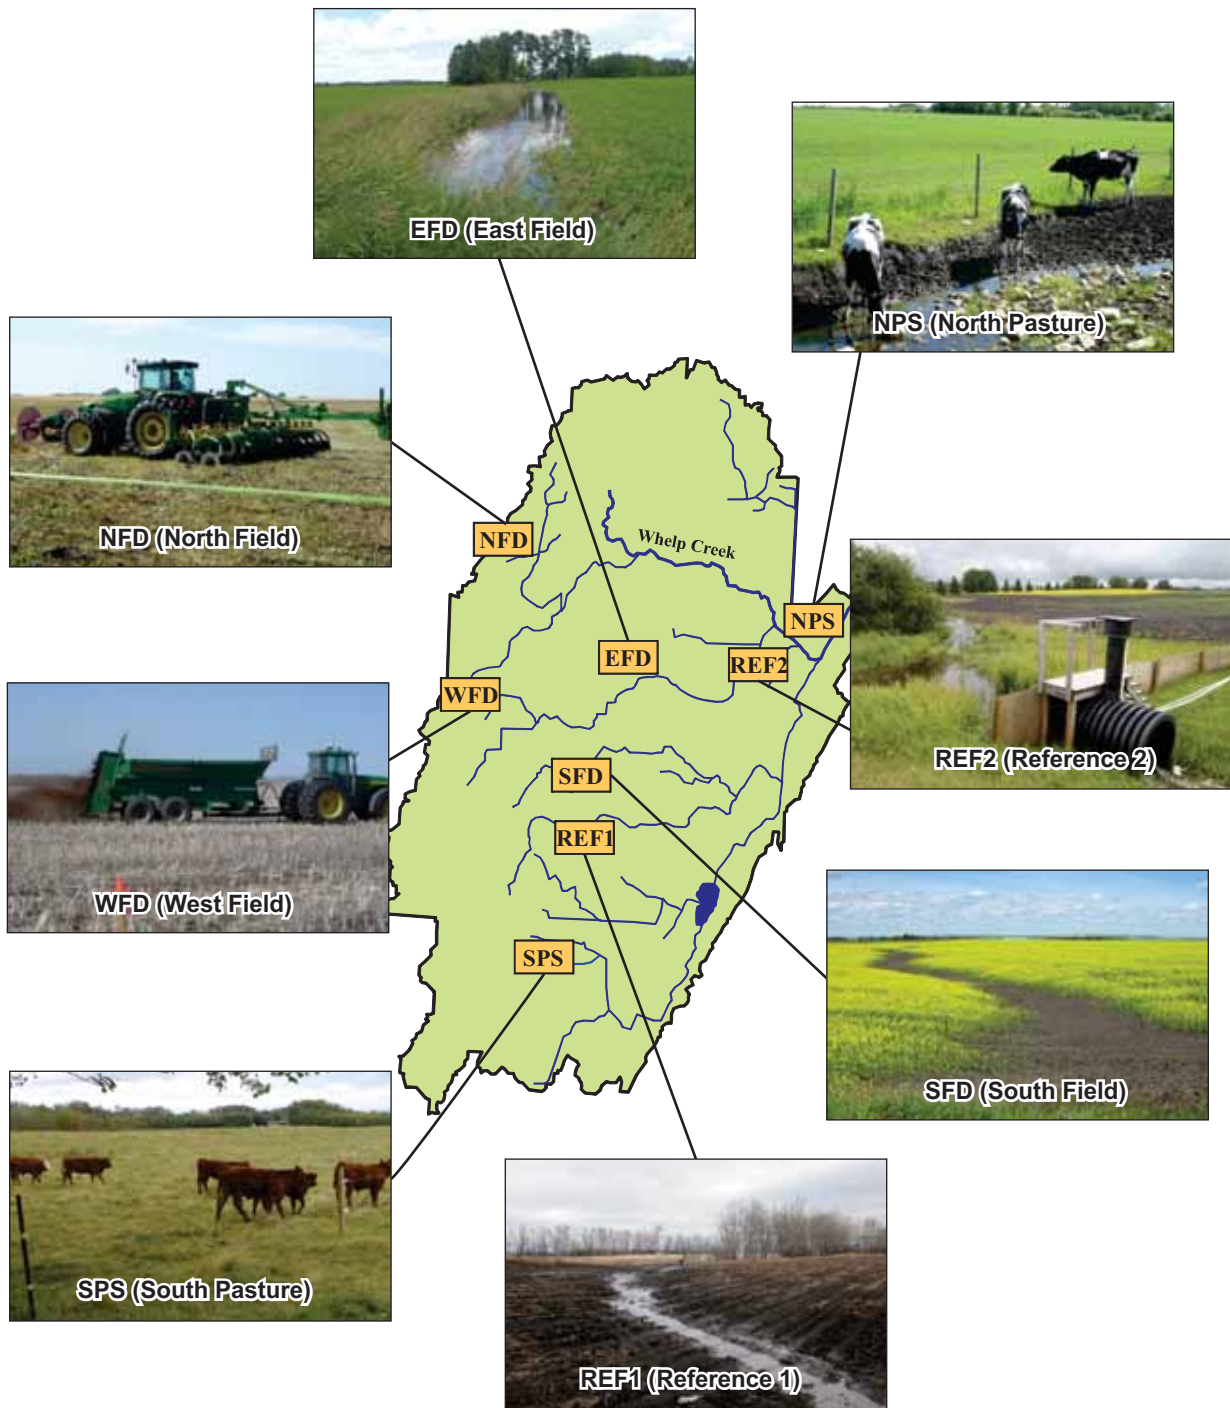 EFD (East Field)
NPS (North Pasture)
NFD (North Field)
NFD
Whelp Creek
NPS
EFD
REF2
WFD
REF2 (Reference 2)
SFD
WFD (West Field)
REF1
SPS
SFD (South Field)
SPS (South Pasture)
REF1 (Reference 1)